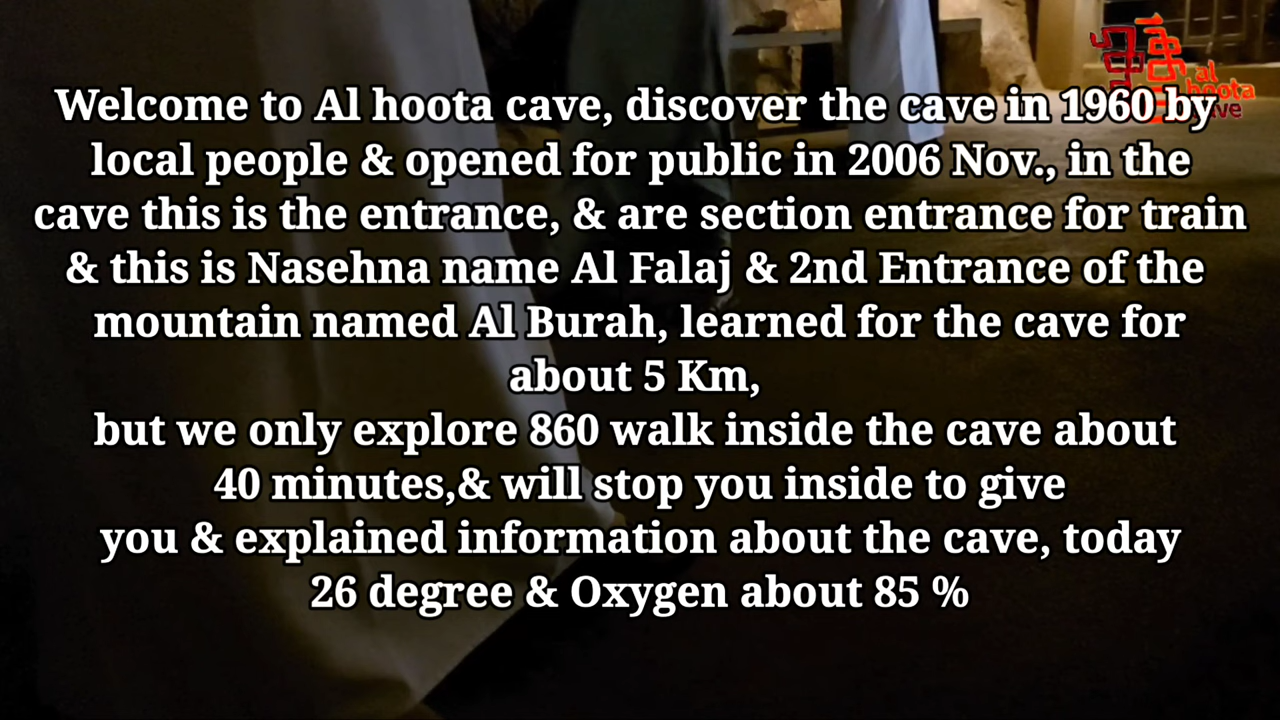 al
hoota
cave
Welcome to Al hoota cave, discover the cave in 1960 by
local people & opened for public in 2006 Nov., in the
cave this is the entrance, & are section entrance for train
& this is Nasehna name Al Falaj & 2nd Entrance of the
mountain named Al Burah, learned for the cave for
about 5 Km,
but we only explore 860 walk inside the cave about
40 minutes,& will stop you inside to give
you & explained information about the cave, today
26 degree & Oxygen about 85 %